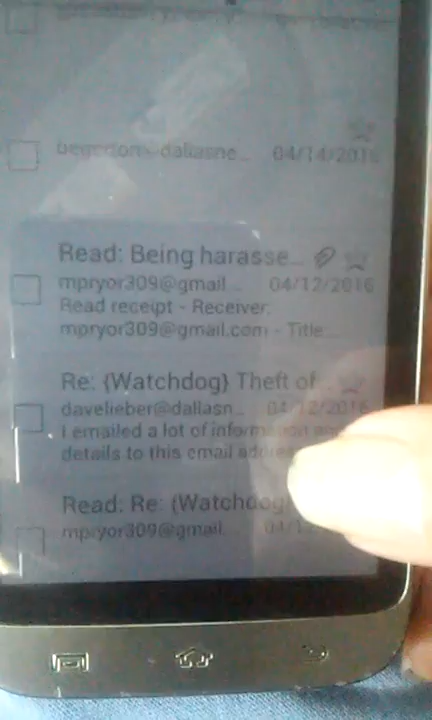 04/14/2016
Read: Being harasse...
mpryor309@gmail... 04/12/2016
Read receipt - Receiver:
mpryor309@gmail.com - Title...
Re: {Watchdog} Theft of...
davelieber@dallasn... 04/12/2016
I emailed a lot of information
details to this email address
Read: Re: {Watchdog}
mpryor309@gmail...